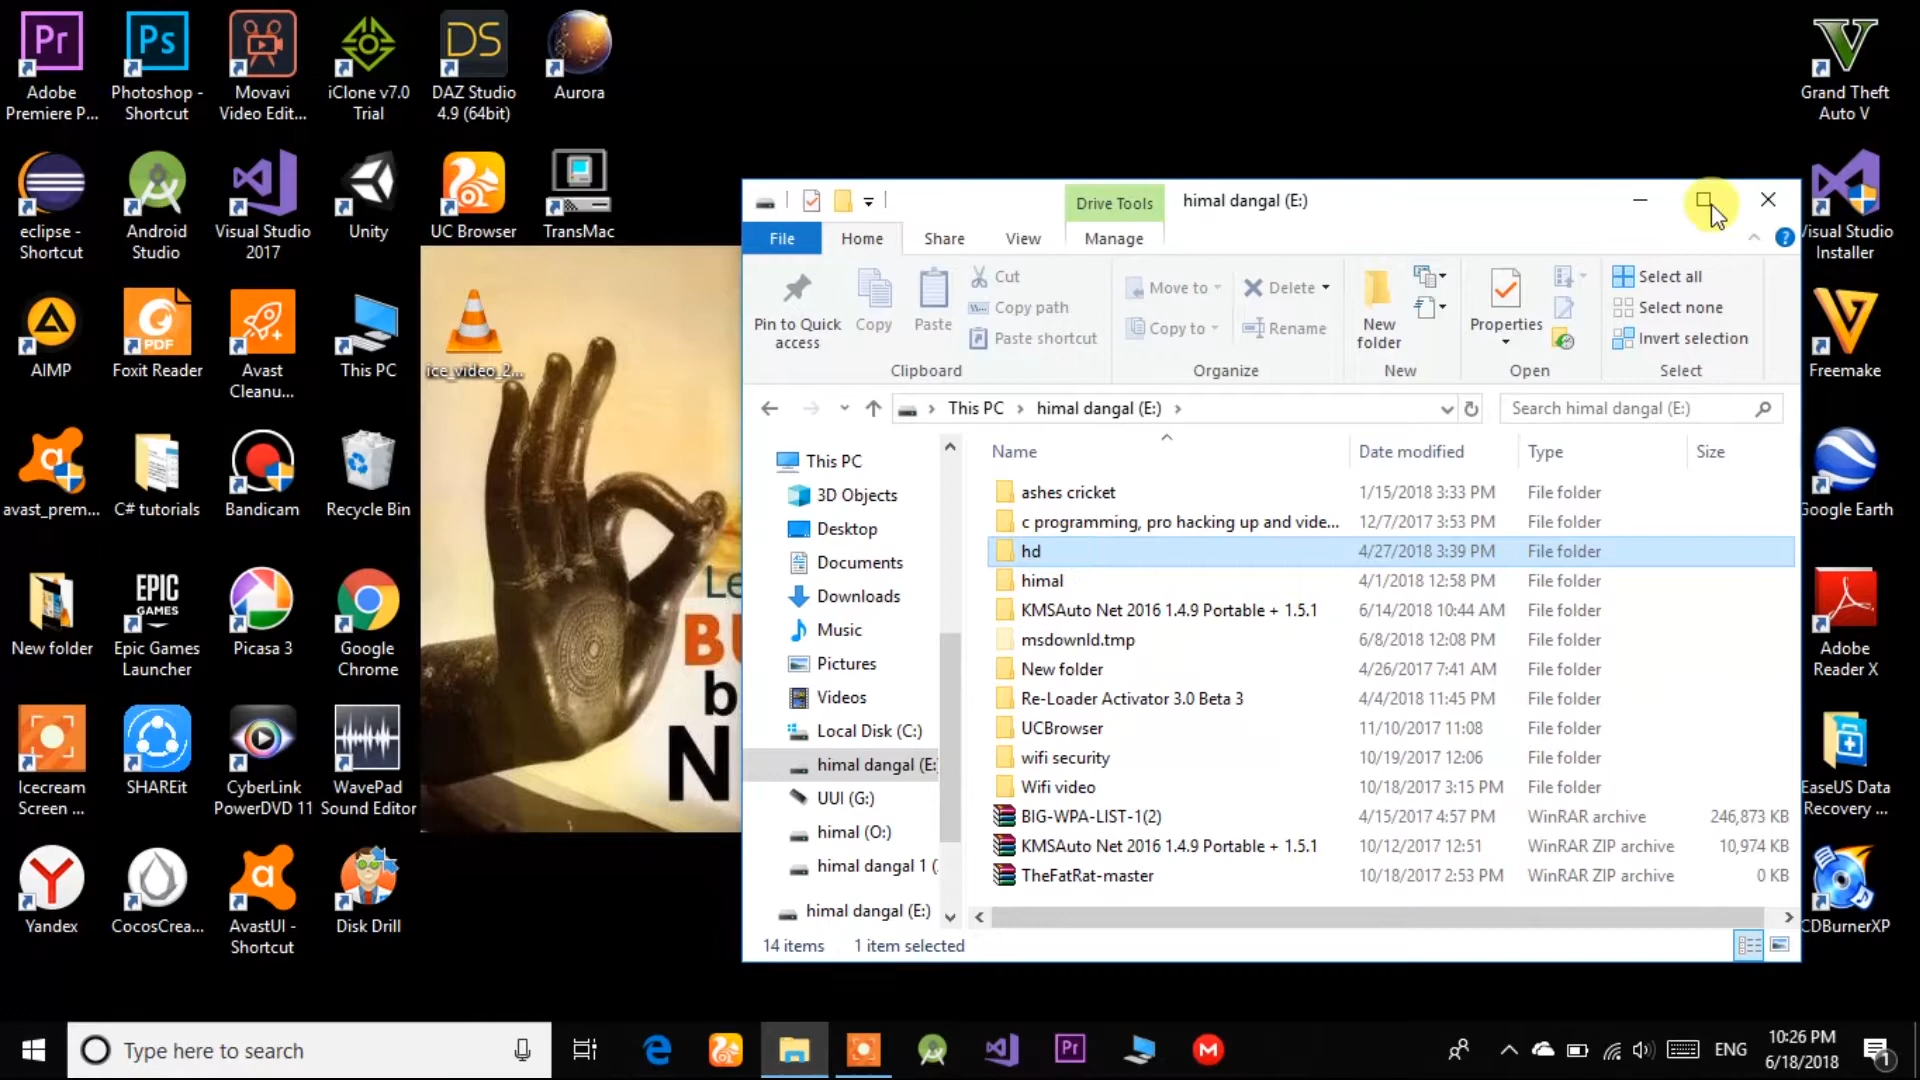 Pr
Ps
DS
V
Adobe
Premiere P...
Photoshop -
Shortcut
Movavi
Video Edit...
iClone v7.0
Trial
DAZ Studio
4.9 (64bit)
Aurora
Grand Theft
Auto V
eclipse -
Shortcut
Android
Studio
Visual Studio
2017
Unity
UC Browser
TransMac
Visual Studio
Installer
AIMP
PDF
Foxit Reader
Avast
Cleanu...
This PC
ice_video_2...
Freemake
avast_prem...
C# tutorials
Bandicam
Recycle Bin
Google Earth
New folder
EPIC
GAMES
Epic Games
Launcher
Picasa 3
Google
Chrome
Adobe
Reader X
Icecream
Screen ...
SHAREit
CyberLink
PowerDVD 11
WavePad
Sound Editor
EaseUS Data
Recovery ...
Yandex
CocosCrea...
AvastUI -
Shortcut
Disk Drill
CDBurnerXP
Le
BU
b
N
Drive Tools
himal dangal (E:)
File
Home
Share
View
Manage
Pin to Quick
access
Copy
Paste
Cut
Copy path
Paste shortcut
Clipboard
Move to
Copy to
Delete
Rename
Organize
New
folder
New
Properties
Open
Select all
Select none
Invert selection
Select
This PC
himal dangal (E:)
Search himal dangal (E:)
This PC
3D Objects
Desktop
Documents
Downloads
Music
Pictures
Videos
Local Disk (C:)
himal dangal (E:
UUI (G:)
himal (O:)
himal dangal 1 (
himal dangal (E:)
Name Date modified Type Size
ashes cricket 1/15/2018 3:33 PM File folder
c programming, pro hacking up and vide... 12/7/2017 3:53 PM File folder
hd 4/27/2018 3:39 PM File folder
himal 4/1/2018 12:58 PM File folder
KMSAuto Net 2016 1.4.9 Portable + 1.5.1 6/14/2018 10:44 AM File folder
msdownld.tmp 6/8/2018 12:08 PM File folder
New folder 4/26/2017 7:41 AM File folder
Re-Loader Activator 3.0 Beta 3 4/4/2018 11:45 PM File folder
UCBrowser 11/10/2017 11:08 File folder
wifi security 10/19/2017 12:06 File folder
Wifi video 10/18/2017 3:15 PM File folder
BIG-WPA-LIST-1(2) 4/15/2017 4:57 PM WinRAR archive 246,873 KB
KMSAuto Net 2016 1.4.9 Portable + 1.5.1 10/12/2017 12:51 WinRAR ZIP archive 10,974 KB
TheFatRat-master 10/18/2017 2:53 PM WinRAR ZIP archive 0 KB
14 items 1 item selected
Type here to search
Pr
M
ENG
10:26 PM
6/18/2018
1